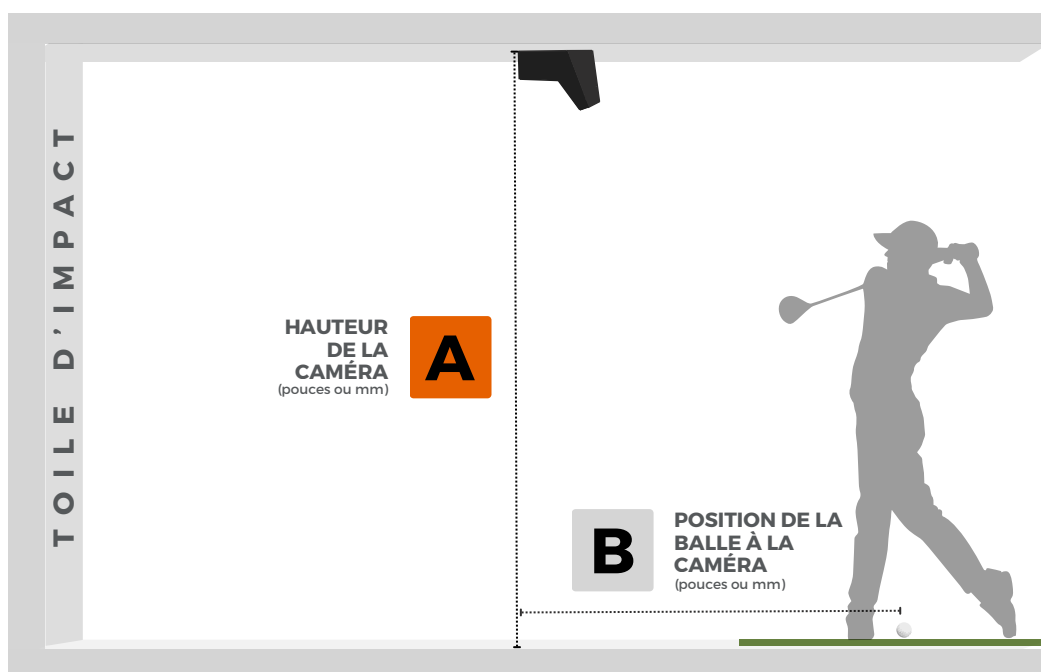 TOILE D'IMPACT
HAUTEUR
DE LA
CAMÉRA
(pouces ou mm)
A
B
POSITION DE LA
BALLE À LA
CAMÉRA
(pouces ou mm)